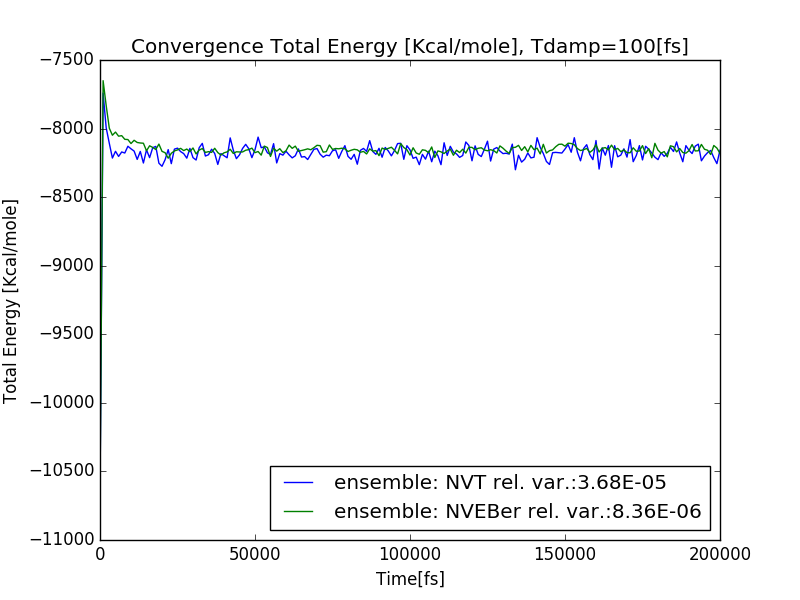 Convergence Total Energy [Kcal/mole], Tdamp=100[fs]
−7500
−8000
−8500
−9000
−9500
−10000
−10500
−11000
Total Energy [Kcal/mole]
ensemble: NVT rel. var.:3.68E-05
ensemble: NVEBer rel. var.:8.36E-06
0 50000 100000 150000 200000
Time[fs]